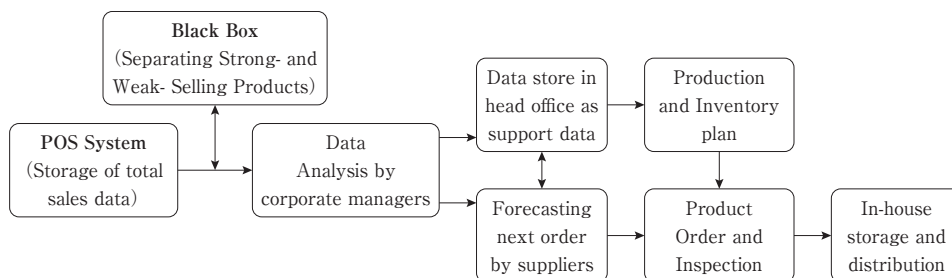 Black Box
(Separating Strong- and
Weak- Selling Products)
POS System
(Storage of total
sales data)
Data
Analysis by
corporate managers
Data store in
head office as
support data
Production
and Inventory
plan
Forecasting
next order
by suppliers
Product
Order and
Inspection
In-house
storage and
distribution